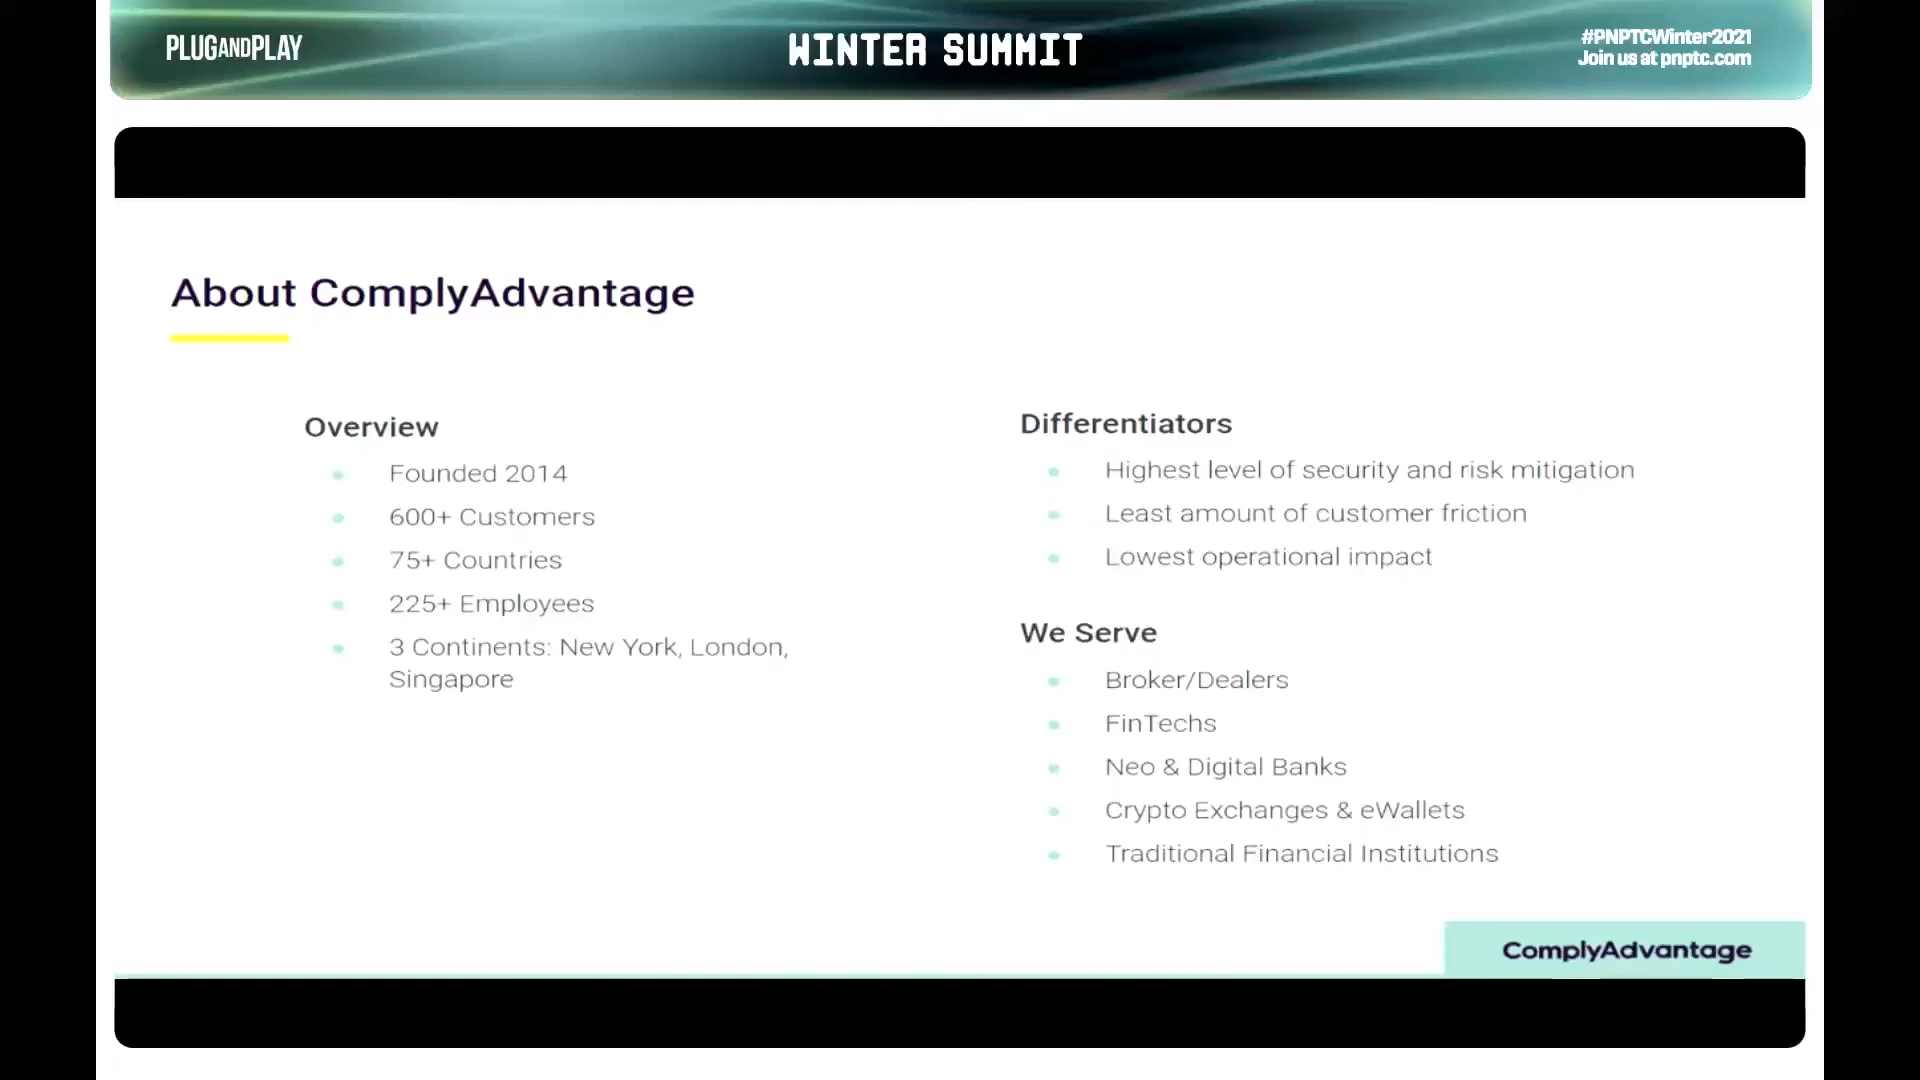 PLUGANDPLAY
WINTER SUMMIT
#PNPTCWinter2021
Join us at pnptc.com
About ComplyAdvantage
Overview
Founded 2014
600+ Customers
75+ Countries
225+ Employees
3 Continents: New York, London,
Singapore
Differentiators
Highest level of security and risk mitigation
Least amount of customer friction
Lowest operational impact
We Serve
Broker/Dealers
FinTechs
Neo & Digital Banks
Crypto Exchanges & eWallets
Traditional Financial Institutions
ComplyAdvantage